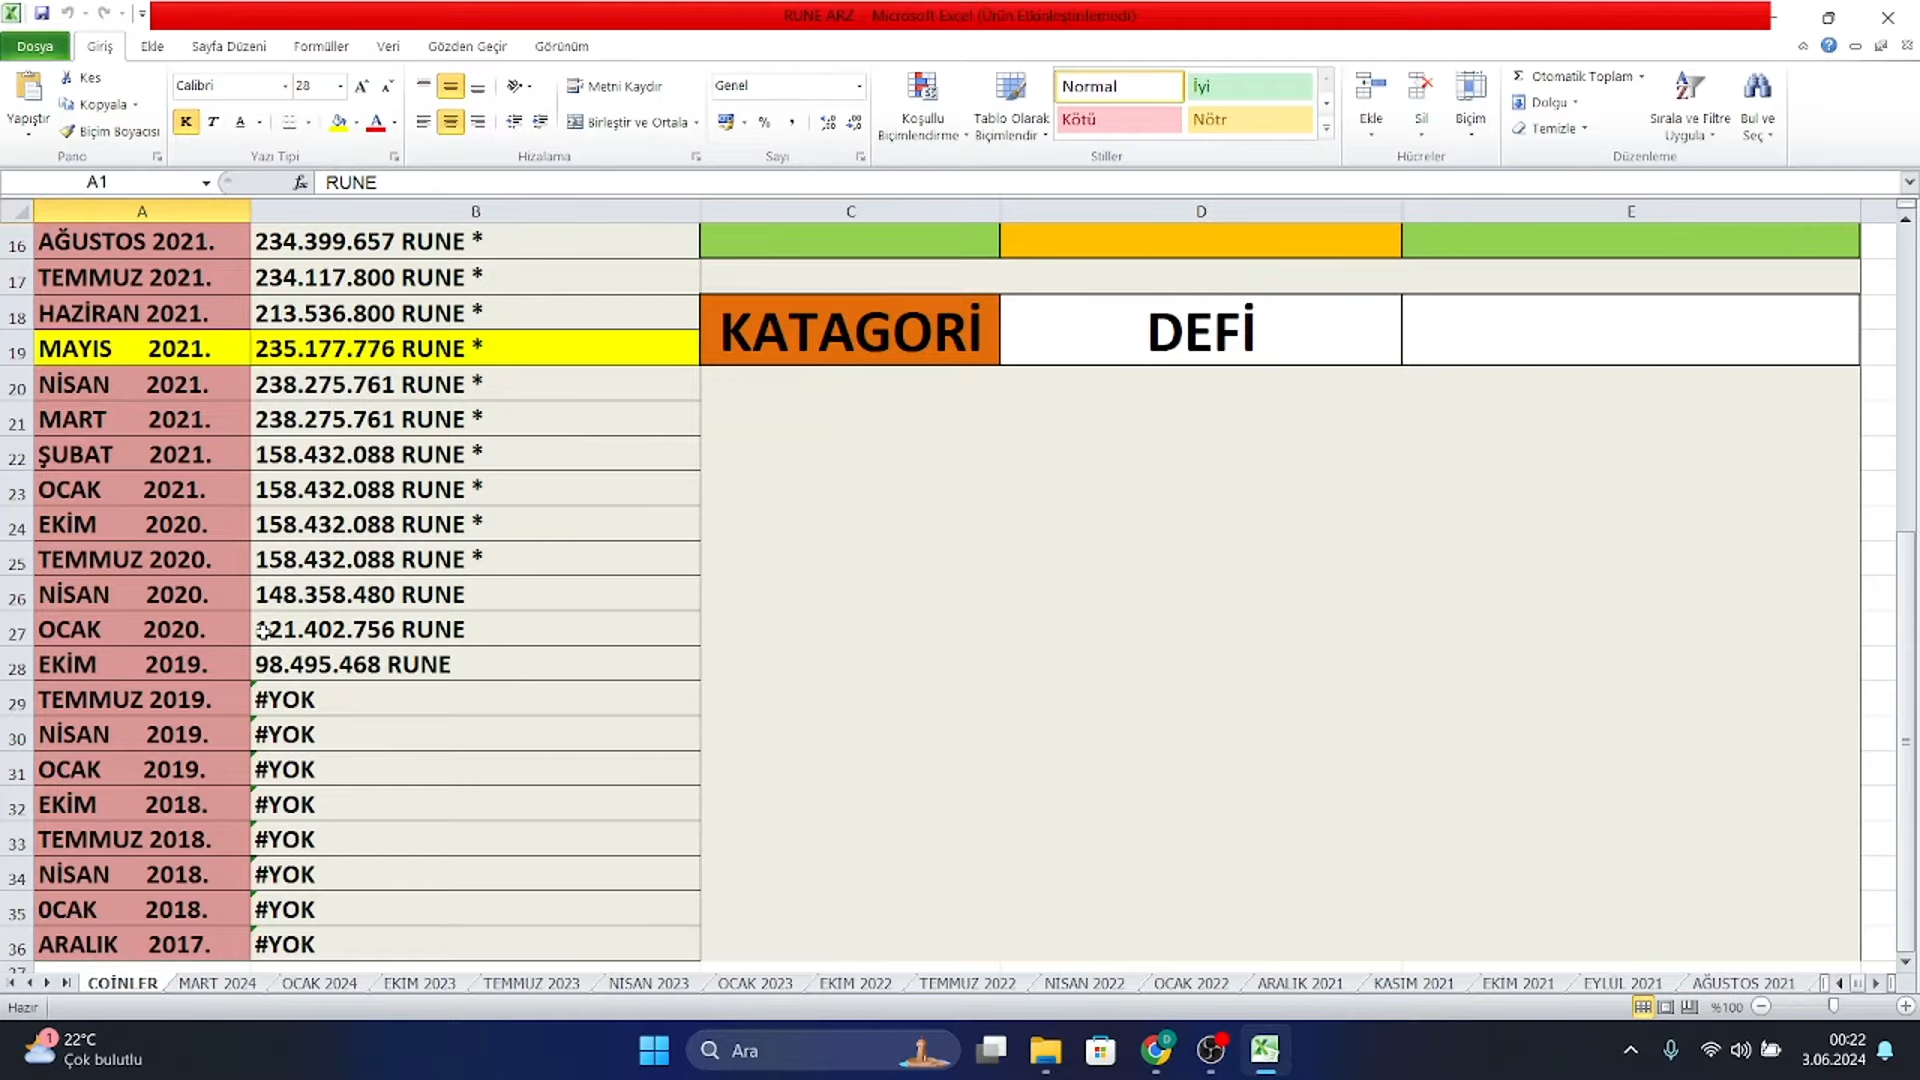 RUNE ARZ - Microsoft Excel (Ürün Etkinleştirilemedi)
Dosya Giriş Ekle Sayfa Düzeni Formüller Veri Gözden Geçir Görünüm
Yapıştır
Kes
Kopyala
Biçim Boyacısı
Pano
Calibri 28
K T A
Yazı Tipi
Metni Kaydır
Birleştir ve Ortala
Hizalama
Genel
%
Sayı
Koşullu Biçimlendirme
Tablo Olarak Biçimlendir
Normal İyi
Kötü Nötr
Stiller
Ekle Sil Biçim
Hücreler
Σ Otomatik Toplam
Dolgu
Temizle
Sırala ve Filtre Uygula
Bul ve Seç
Düzenleme
A1 fx RUNE
A B C D E
16 AĞUSTOS 2021. 234.399.657 RUNE *
17 TEMMUZ 2021. 234.117.800 RUNE *
18 HAZİRAN 2021. 213.536.800 RUNE *
KATAGORİ DEFİ
19 MAYIS 2021. 235.177.776 RUNE *
20 NİSAN 2021. 238.275.761 RUNE *
21 MART 2021. 238.275.761 RUNE *
22 ŞUBAT 2021. 158.432.088 RUNE *
23 OCAK 2021. 158.432.088 RUNE *
24 EKİM 2020. 158.432.088 RUNE *
25 TEMMUZ 2020. 158.432.088 RUNE *
26 NİSAN 2020. 148.358.480 RUNE
27 OCAK 2020. 121.402.756 RUNE
28 EKİM 2019. 98.495.468 RUNE
29 TEMMUZ 2019. #YOK
30 NİSAN 2019. #YOK
31 OCAK 2019. #YOK
32 EKİM 2018. #YOK
33 TEMMUZ 2018. #YOK
34 NİSAN 2018. #YOK
35 0CAK 2018. #YOK
36 ARALIK 2017. #YOK
COİNLER MART 2024 OCAK 2024 EKİM 2023 TEMMUZ 2023 NİSAN 2023 OCAK 2023 EKİM 2022 TEMMUZ 2022 NİSAN 2022 OCAK 2022 ARALIK 2021 KASIM 2021 EKİM 2021 EYLÜL 2021 AĞUSTOS 2021
Hazır %100
1 22°C
Çok bulutlu
Ara
00:22
3.06.2024